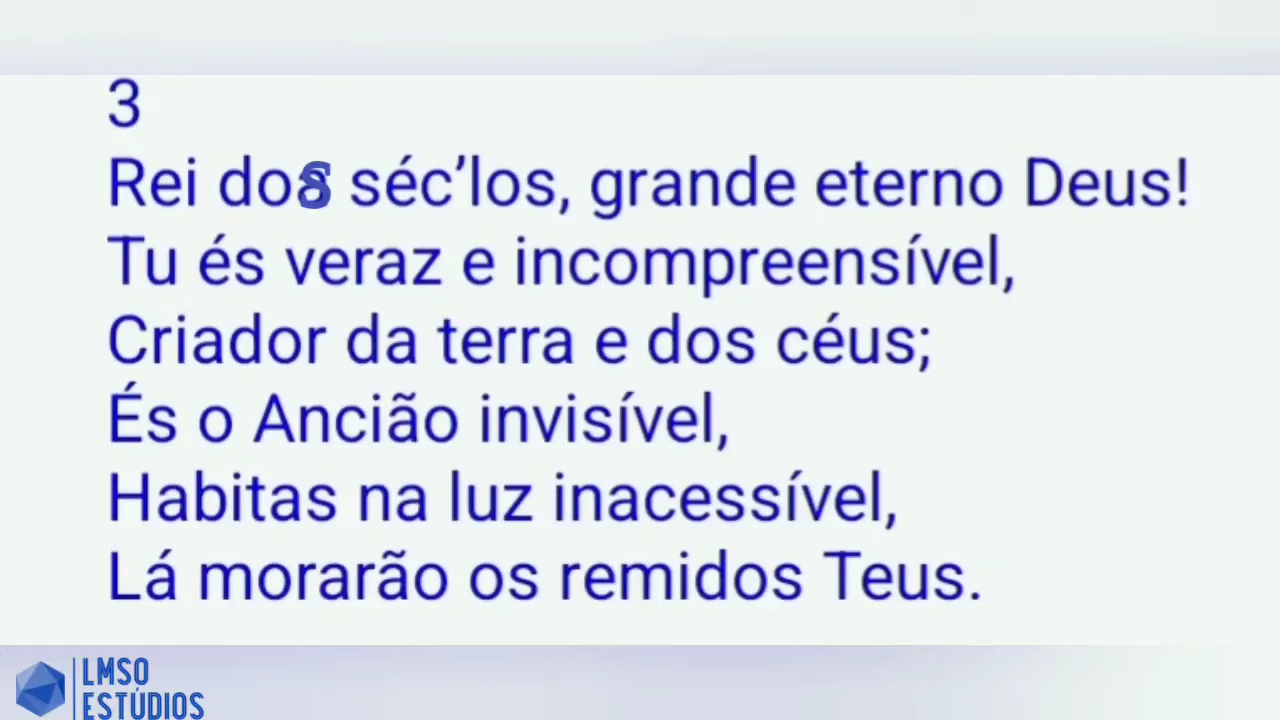 3
Rei dos séc’los, grande eterno Deus!
Tu és veraz e incompreensível,
Criador da terra e dos céus;
És o Ancião invisível,
Habitas na luz inacessível,
Lá morarão os remidos Teus.
LMSO
ESTÚDIOS